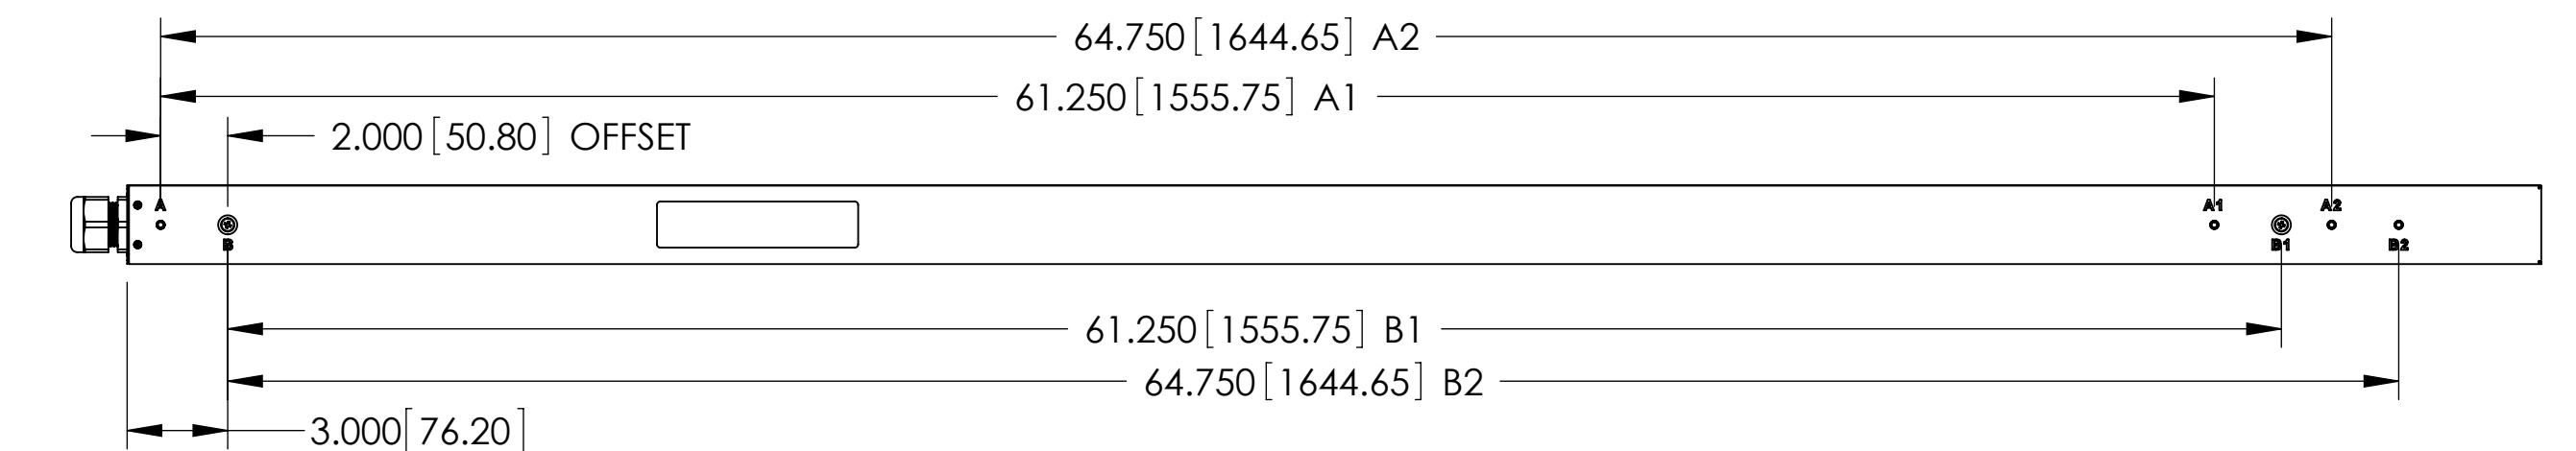 64.750[1644.65] A2
61.250[1555.75] A1
2.000[50.80] OFFSET
A
A1
A2
B
B1
B2
61.250[1555.75] B1
64.750[1644.65] B2
3.000[76.20]